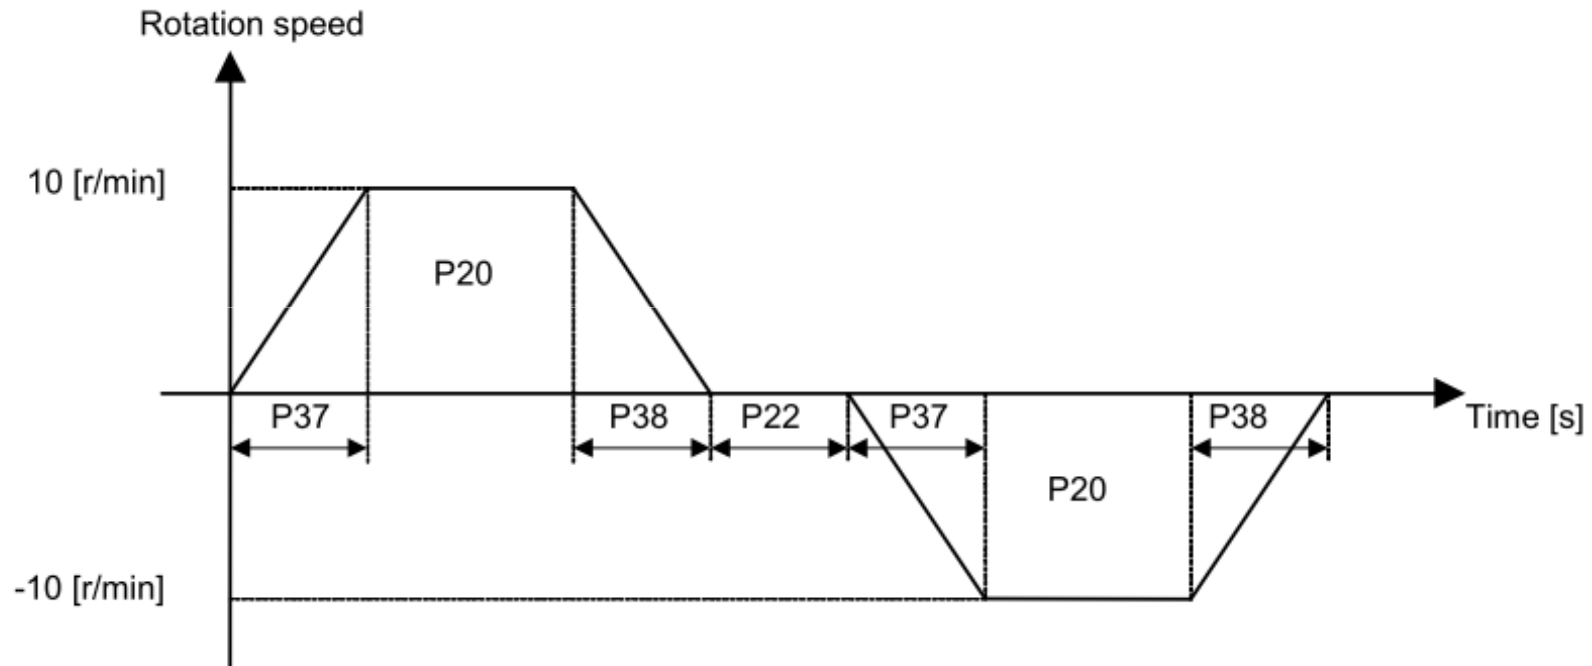 Rotation speed
10 [r/min]
P20
P37
P38
P22
P37
P38
Time [s]
P20
-10 [r/min]